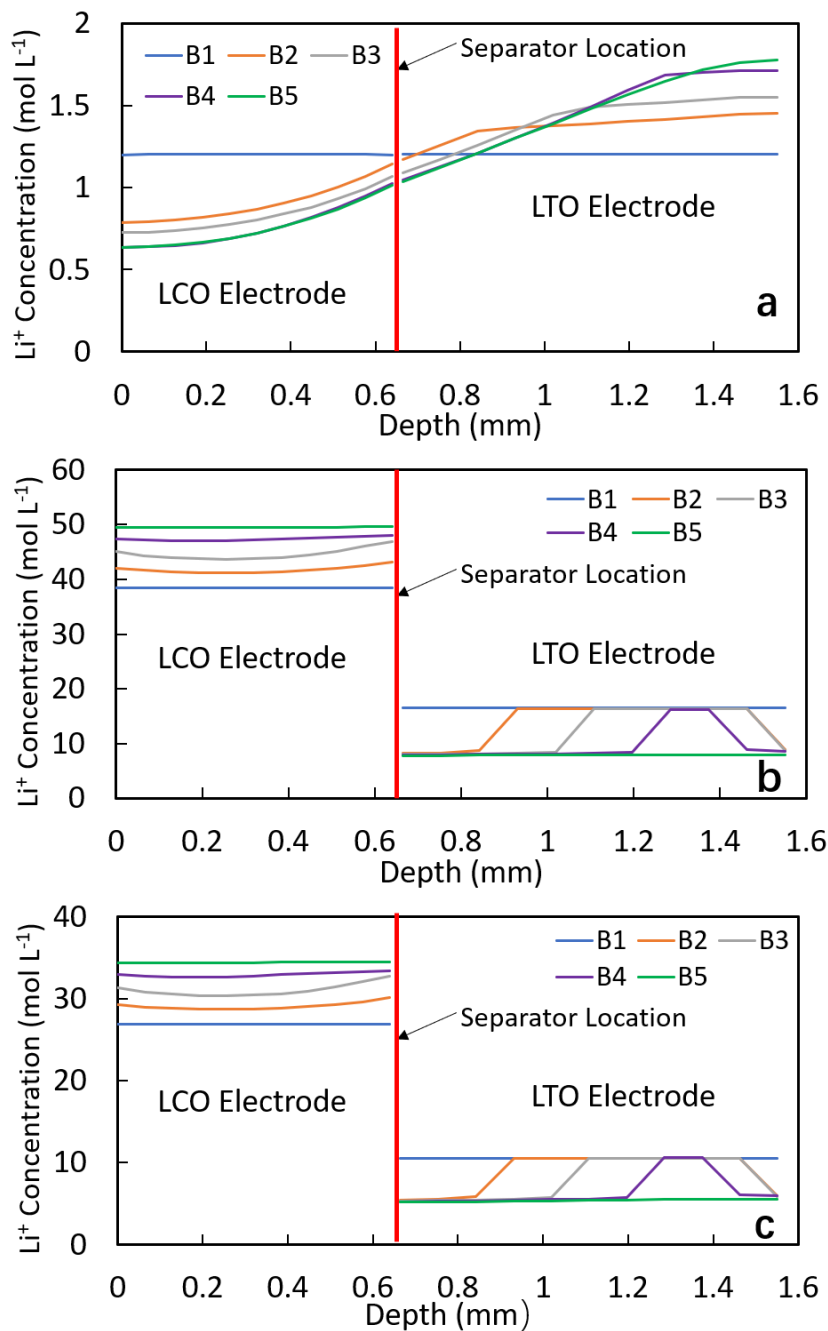 2
1.5
1
0.5
0
Li⁺ Concentration (mol L⁻¹)
B1 B2 B3
B4 B5
Separator Location
LCO Electrode
LTO Electrode
a
0 0.2 0.4 0.6 0.8 1 1.2 1.4 1.6
Depth (mm)
60
50
40
30
20
10
0
Li⁺ Concentration (mol L⁻¹)
B1 B2 B3
B4 B5
Separator Location
LCO Electrode
LTO Electrode
b
0 0.2 0.4 0.6 0.8 1 1.2 1.4 1.6
Depth (mm)
40
30
20
10
0
Li⁺ Concentration (mol L⁻¹)
B1 B2 B3
B4 B5
Separator Location
LCO Electrode
LTO Electrode
c
0 0.2 0.4 0.6 0.8 1 1.2 1.4 1.6
Depth (mm）